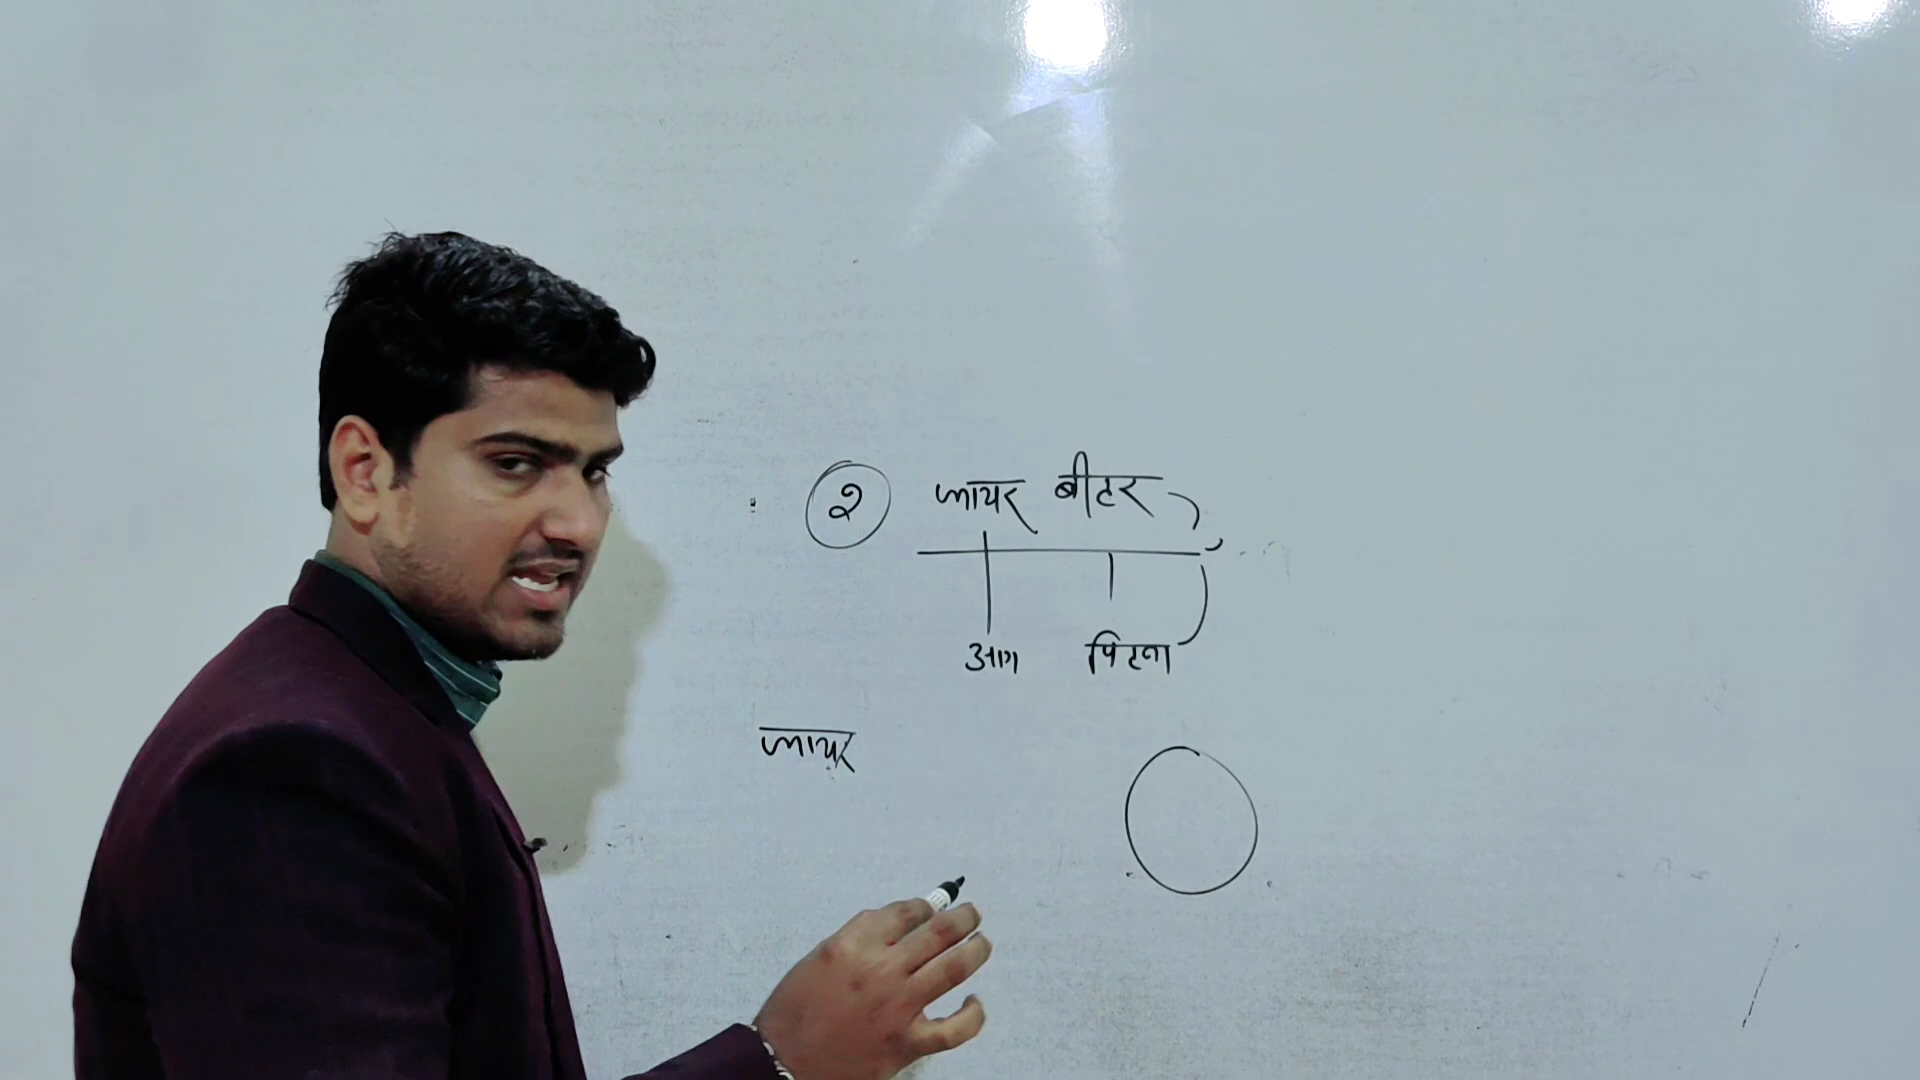 २ फायर बीटर
आग पिटना
फायर